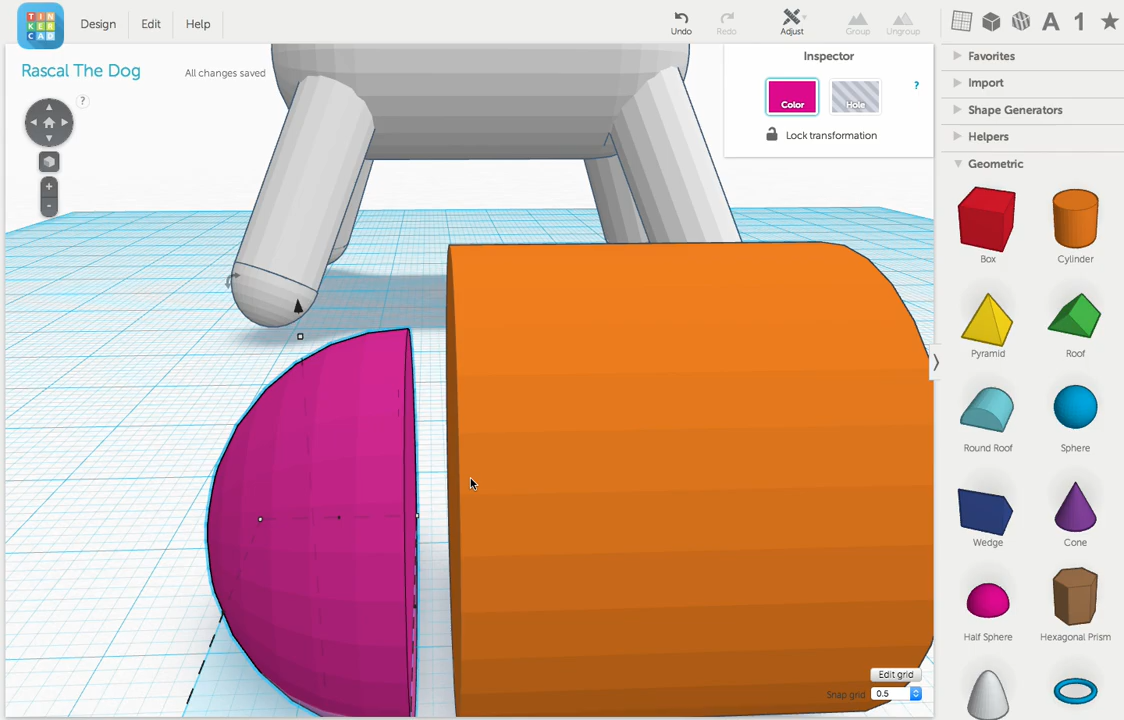 TIN
KER
CAD
Design
Edit
Help
Undo
Redo
Adjust
Group
Ungroup
A
1
Rascal The Dog
All changes saved
?
+
-
Inspector
Color
Hole
?
Lock transformation
Favorites
Import
Shape Generators
Helpers
Geometric
Box
Cylinder
Pyramid
Roof
Round Roof
Sphere
Wedge
Cone
Half Sphere
Hexagonal Prism
Edit grid
Snap grid 0.5